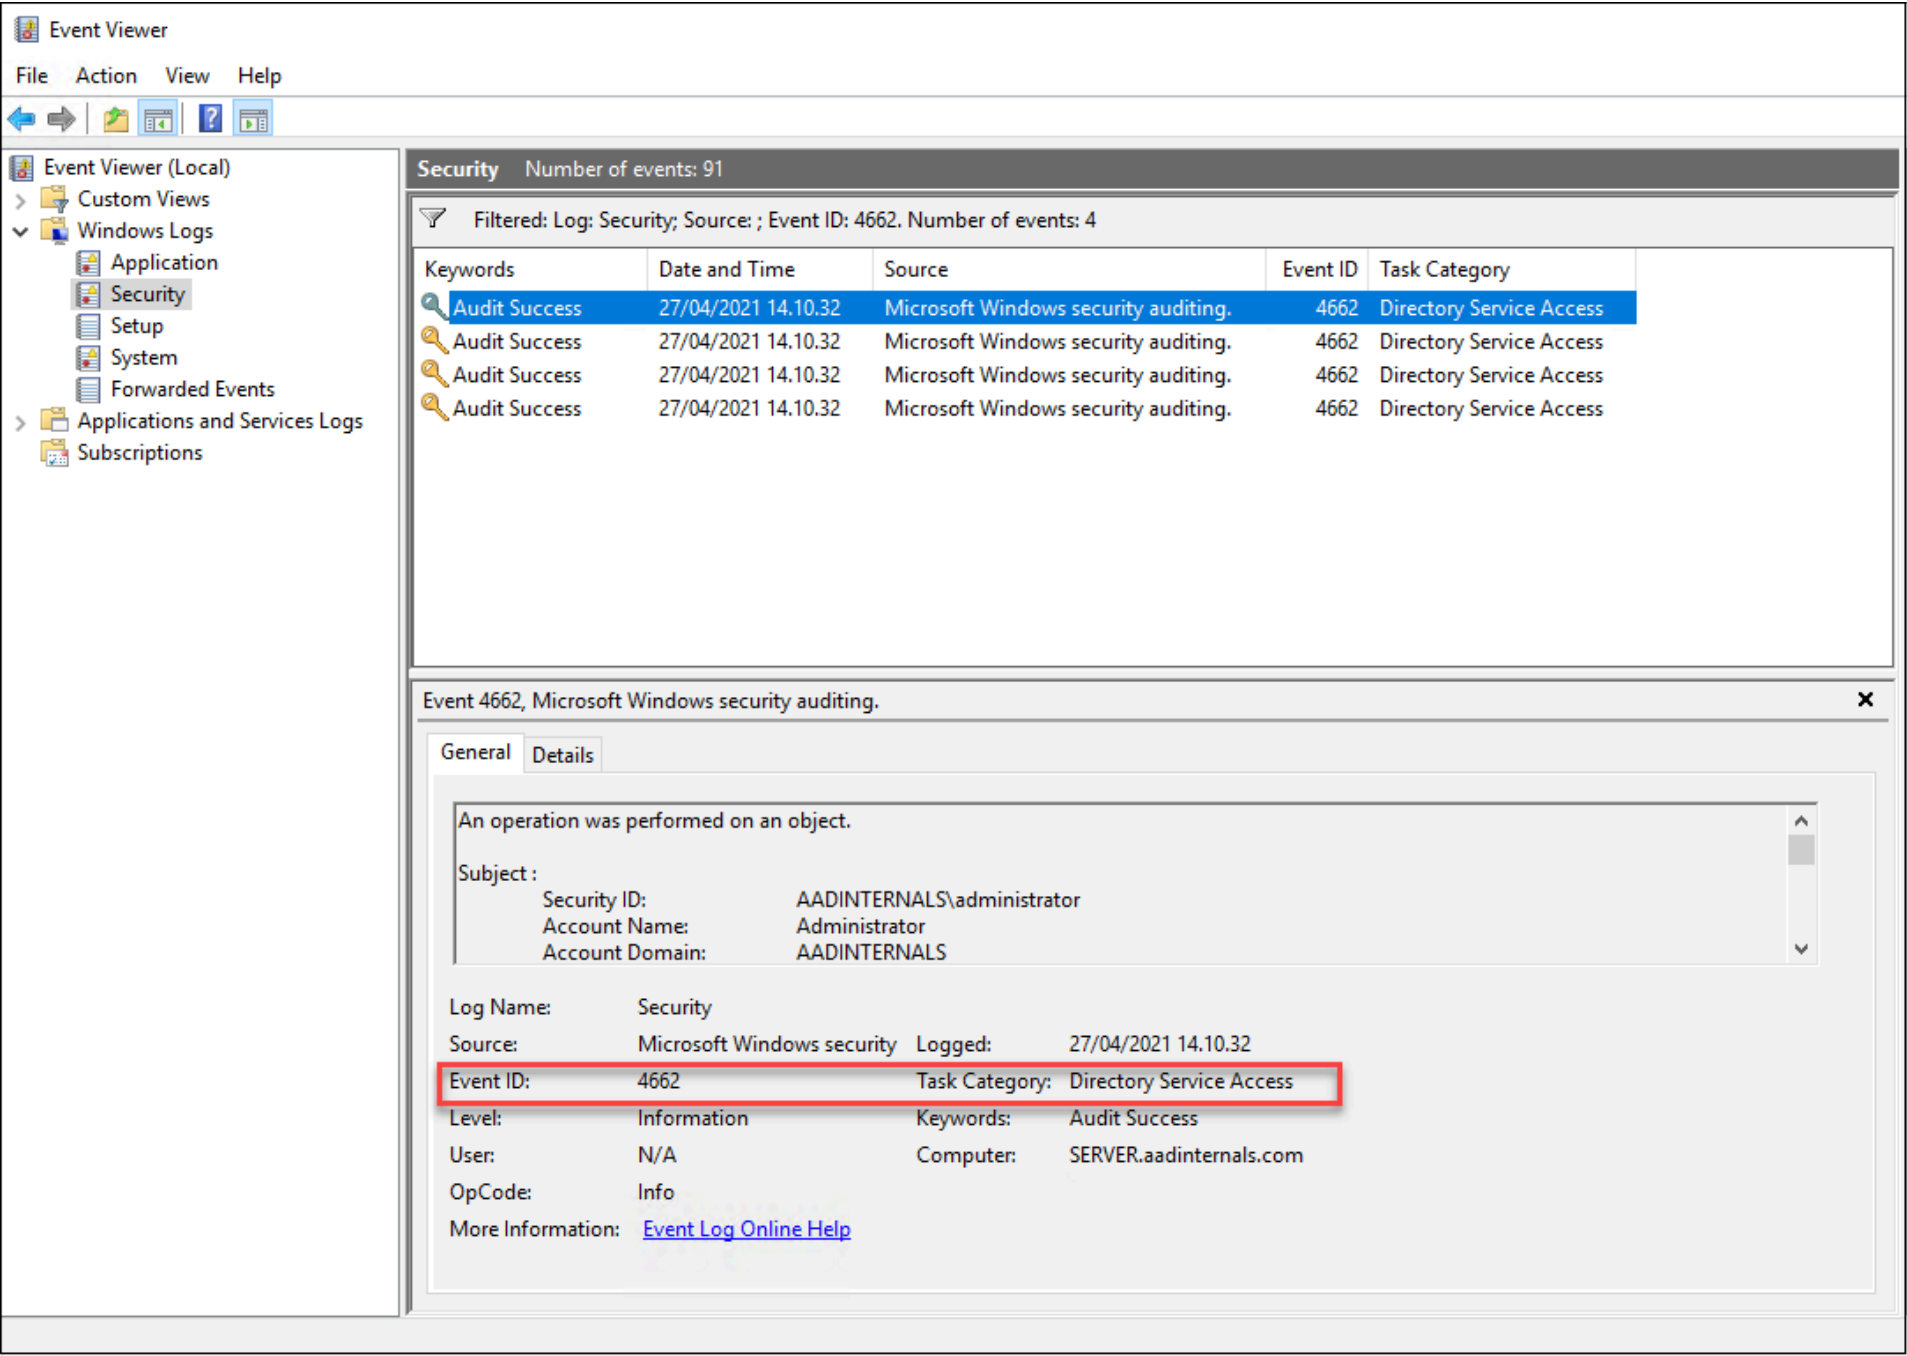 Event Viewer
File Action View Help
Event Viewer (Local)
Custom Views
Windows Logs
Application
Security
Setup
System
Forwarded Events
Applications and Services Logs
Subscriptions
Security Number of events: 91
Filtered: Log: Security; Source: ; Event ID: 4662. Number of events: 4
Keywords Date and Time Source Event ID Task Category
Audit Success 27/04/2021 14.10.32 Microsoft Windows security auditing. 4662 Directory Service Access
Audit Success 27/04/2021 14.10.32 Microsoft Windows security auditing. 4662 Directory Service Access
Audit Success 27/04/2021 14.10.32 Microsoft Windows security auditing. 4662 Directory Service Access
Audit Success 27/04/2021 14.10.32 Microsoft Windows security auditing. 4662 Directory Service Access
Event 4662, Microsoft Windows security auditing.
General Details
An operation was performed on an object.
Subject :
Security ID: AADINTERNALS\administrator
Account Name: Administrator
Account Domain: AADINTERNALS
Log Name: Security
Source: Microsoft Windows security Logged: 27/04/2021 14.10.32
Event ID: 4662 Task Category: Directory Service Access
Level: Information Keywords: Audit Success
User: N/A Computer: SERVER.aadinternals.com
OpCode: Info
More Information: Event Log Online Help